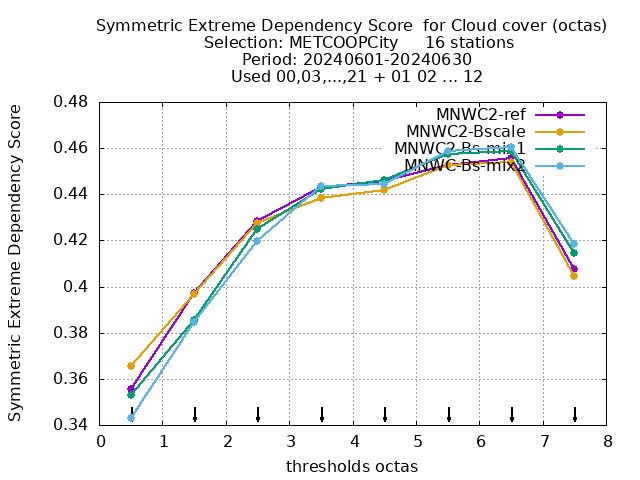 Symmetric Extreme Dependency Score  for Cloud cover (octas)
Selection: METCOOPCity     16 stations
Period: 20240601-20240630
Used 00,03,...,21 + 01 02 ... 12
Symmetric Extreme Dependency Score
0.48
0.46
0.44
0.42
0.4
0.38
0.36
0.34
MNWC2-ref
MNWC2-Bscale
MNWC2-Bs-mix1
MNWC-Bs-mix2
0 1 2 3 4 5 6 7 8
thresholds octas